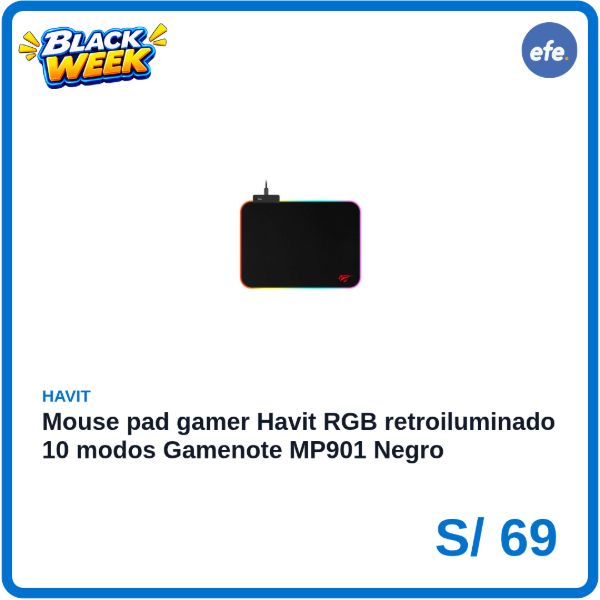 BLACK
WEEK
efe.
HAVIT
Mouse pad gamer Havit RGB retroiluminado
10 modos Gamenote MP901 Negro
S/ 69